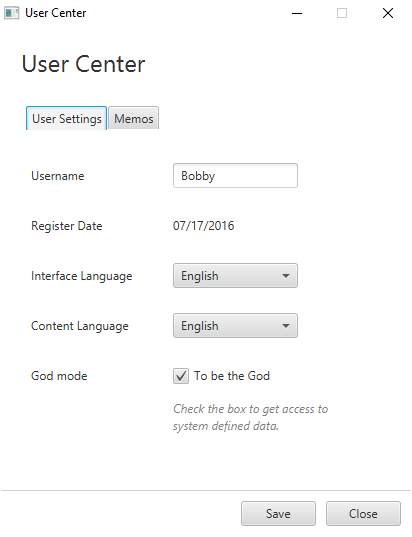 User Center
User Center
User Settings Memos
Username Bobby
Register Date 07/17/2016
Interface Language English
Content Language English
God mode To be the God
Check the box to get access to
system defined data.
Save Close